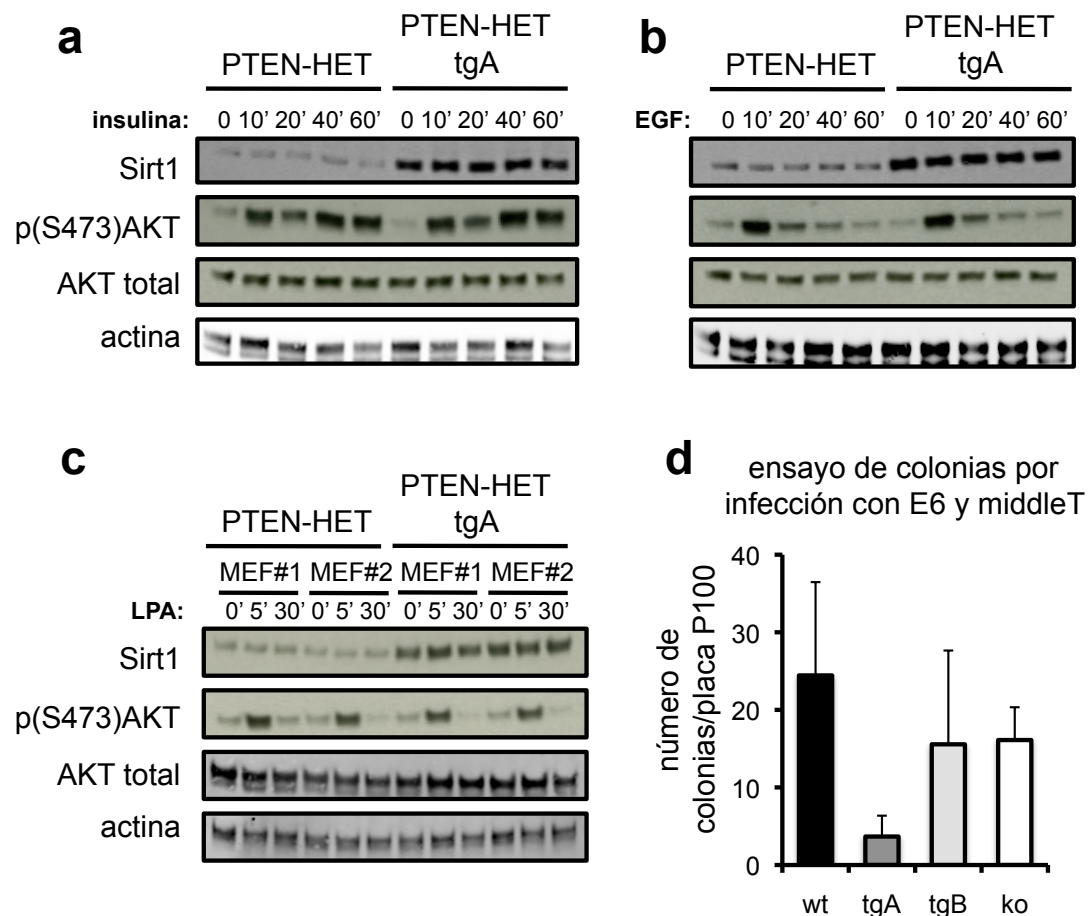 a
PTEN-HET
PTEN-HET
tgA
insulina: 0 10' 20' 40' 60' 0 10' 20' 40' 60'
Sirt1
p(S473)AKT
AKT total
actina
b
PTEN-HET
PTEN-HET
tgA
EGF: 0 10' 20' 40' 60' 0 10' 20' 40' 60'
c
PTEN-HET
PTEN-HET
tgA
MEF#1 MEF#2 MEF#1 MEF#2
LPA: 0' 5' 30' 0' 5' 30' 0' 5' 30' 0' 5' 30'
Sirt1
p(S473)AKT
AKT total
actina
d
ensayo de colonias por
infección con E6 y middleT
número de
colonias/placa P100
40
30
20
10
0
wt tgA tgB ko